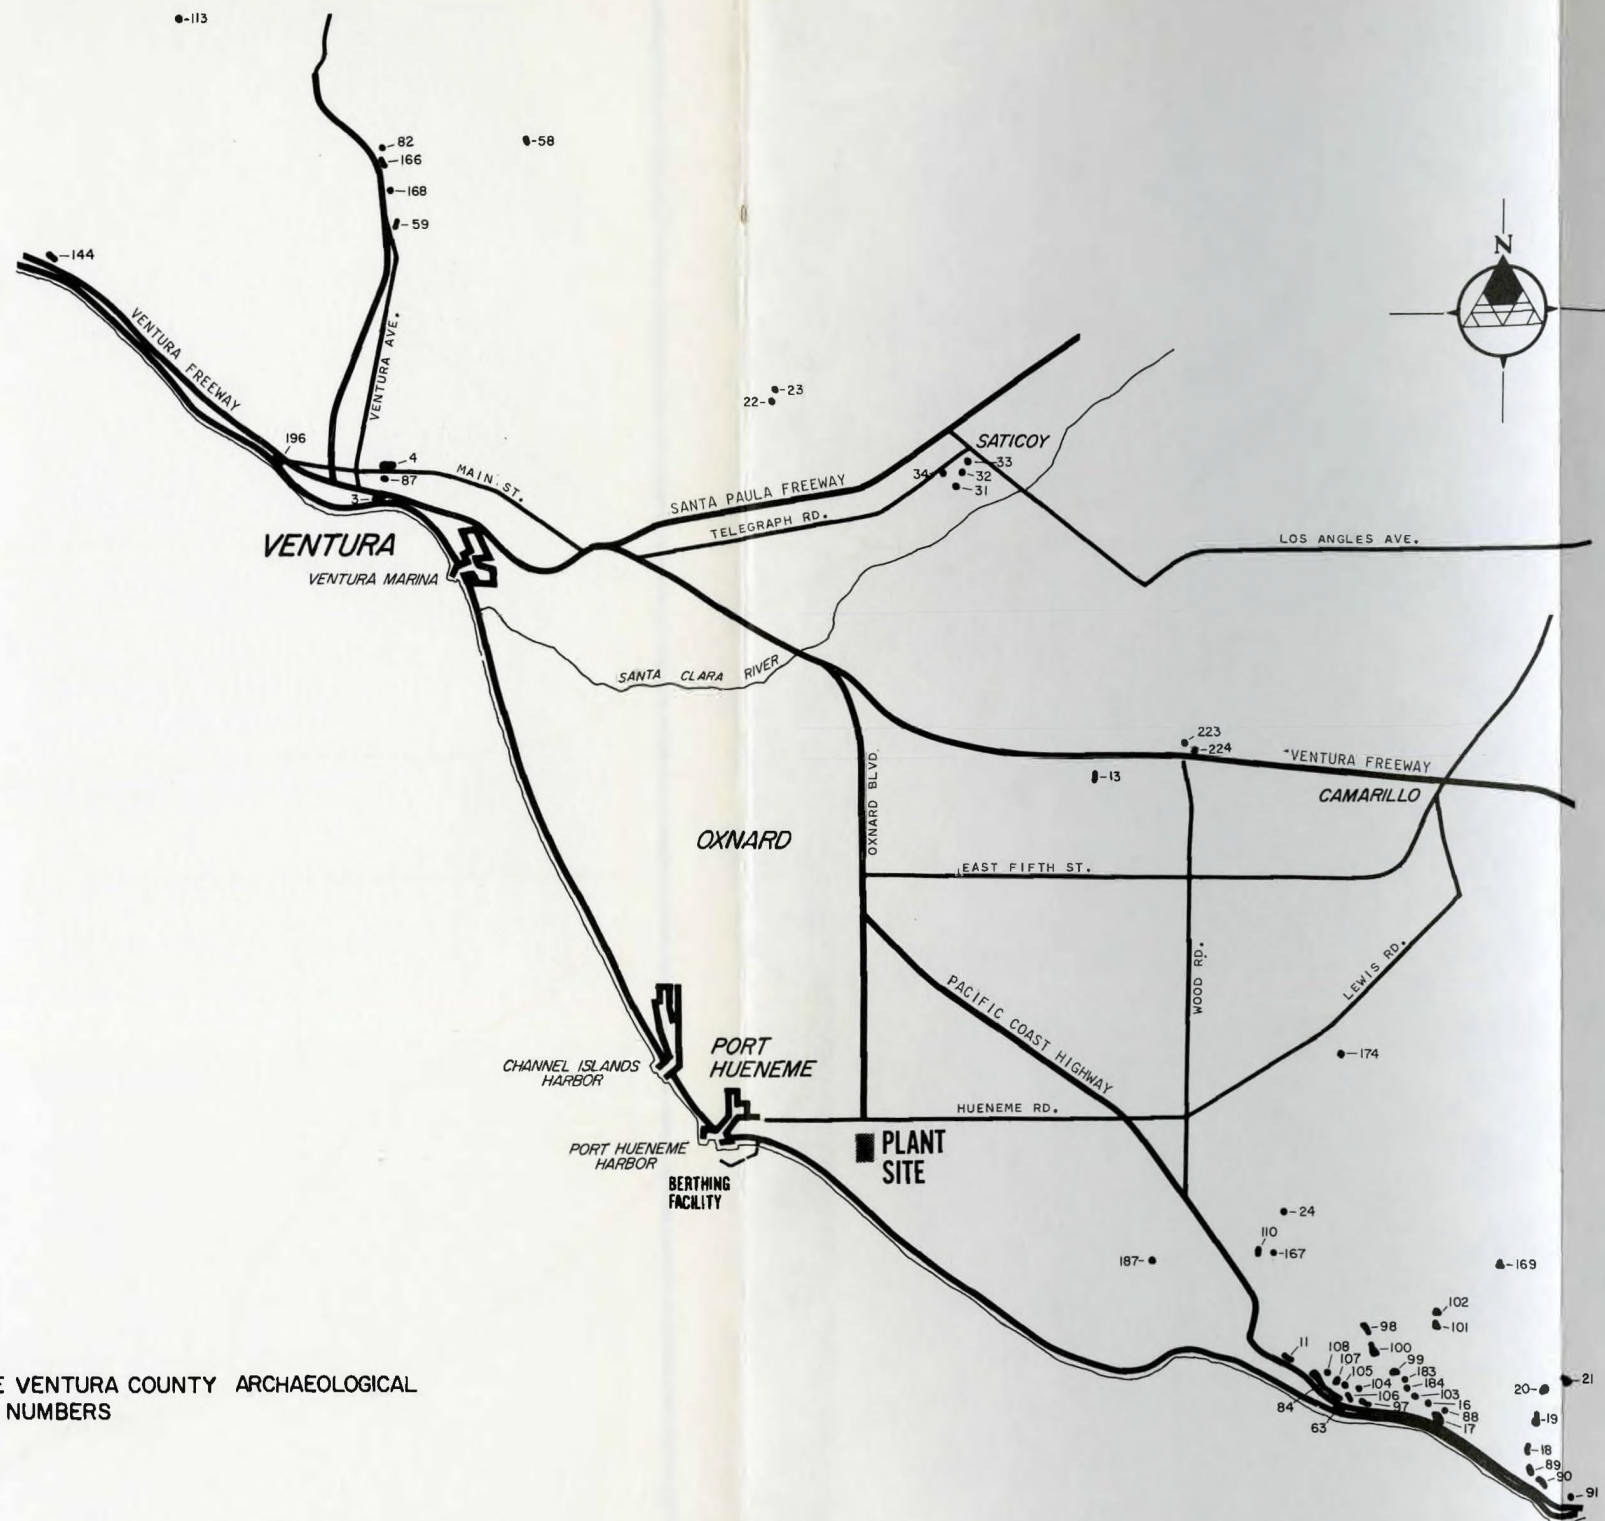 -113
82
-58
-166
-168
-59
N
-144
VENTURA FREEWAY
VENTURA AVE.
-23
22-
196
SATICOY
4
-87
MAIN ST.
-33
34
-32
-31
3-
SANTA PAULA FREEWAY
TELEGRAPH RD.
LOS ANGLES AVE.
VENTURA
VENTURA MARINA
SANTA CLARA RIVER
223
-224
VENTURA FREEWAY
-13
CAMARILLO
OXNARD BLVD.
OXNARD
EAST FIFTH ST.
WOOD RD.
LEWIS RD.
PACIFIC COAST HIGHWAY
PORT
HUENEME
CHANNEL ISLANDS
HARBOR
-174
HUENEME RD.
PLANT
SITE
PORT HUENEME
HARBOR
BERTHING
FACILITY
-24
110
-167
187-
-169
102
-101
-98
11
108
-100
107
99
105
183
-104
184
21
20-
106
103
84
97
16
63
88
17
-19
-18
89
90
-91
E VENTURA COUNTY ARCHAEOLOGICAL
NUMBERS